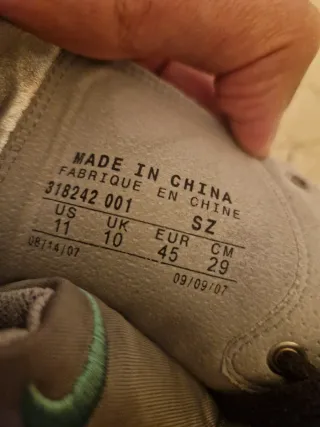 MADE IN CHINA
FABRIQUE EN CHINE
318242 001 SZ
US UK EUR CM
11 10 45 29
08/14/07 09/09/07